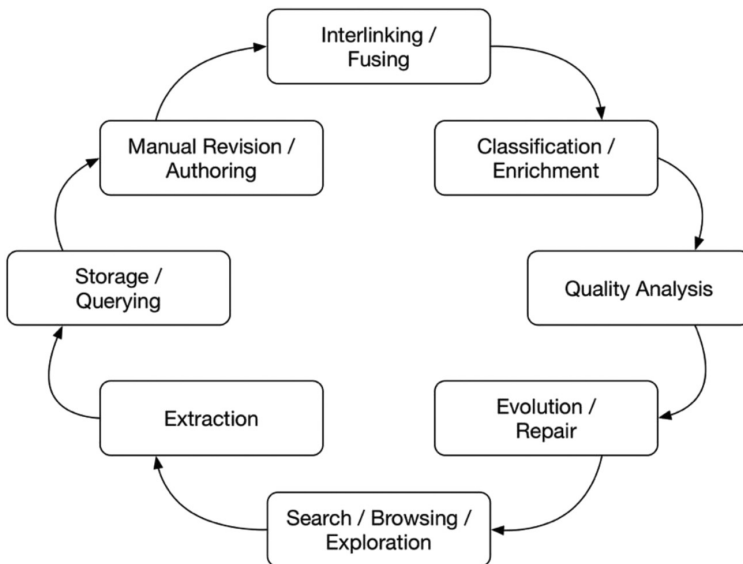 Interlinking /
Fusing
Manual Revision /
Authoring
Classification /
Enrichment
Storage /
Querying
Quality Analysis
Extraction
Evolution /
Repair
Search / Browsing /
Exploration